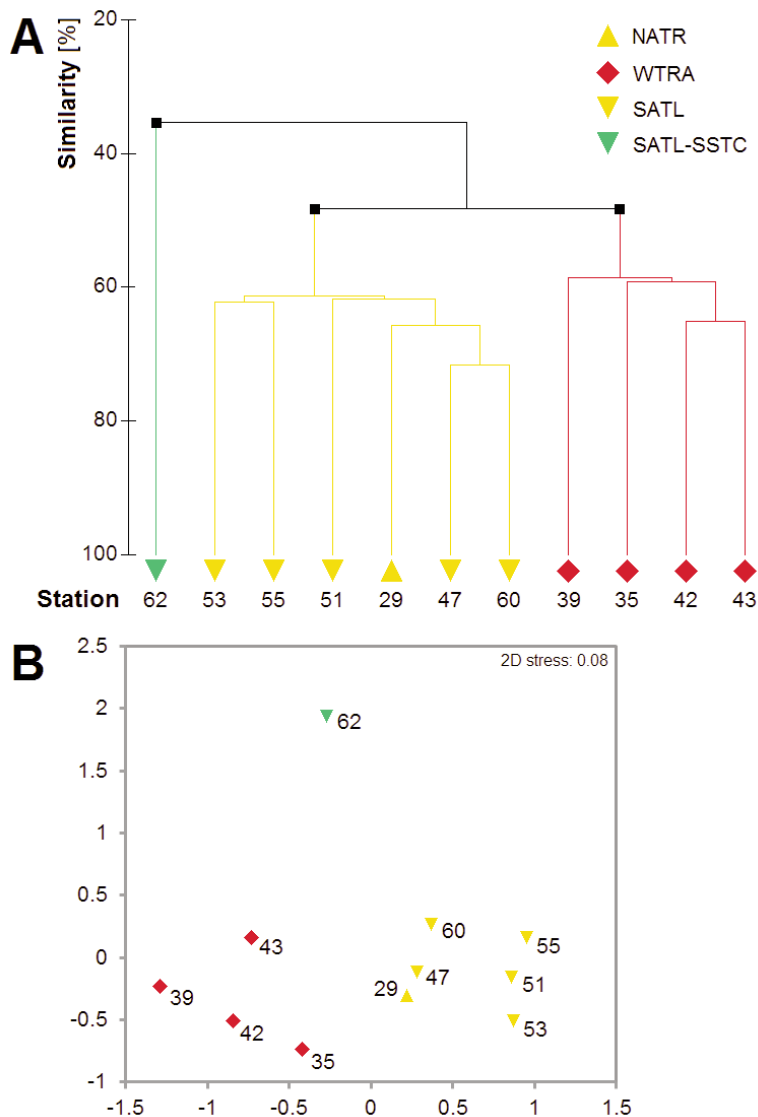 A
Similarity [%]
20
40
60
80
100
NATR
WTRA
SATL
SATL-SSTC
Station 62 53 55 51 29 47 60 39 35 42 43
B
2D stress: 0.08
2.5
2
1.5
1
0.5
0
-0.5
-1
62
60
55
43
47
51
29
39
53
42
35
-1.5 -1 -0.5 0 0.5 1 1.5